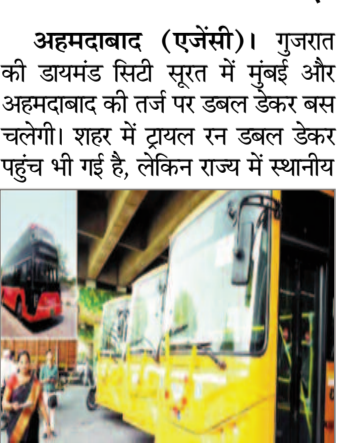 अहमदाबाद (एजेंसी)। गुजरात
की डायमंड सिटी सूरत में मुंबई और
अहमदाबाद की तर्ज पर डबल डेकर बस
चलेगी। शहर में ट्रायल रन डबल डेकर
पहुंच भी गई है, लेकिन राज्य में स्थानीय